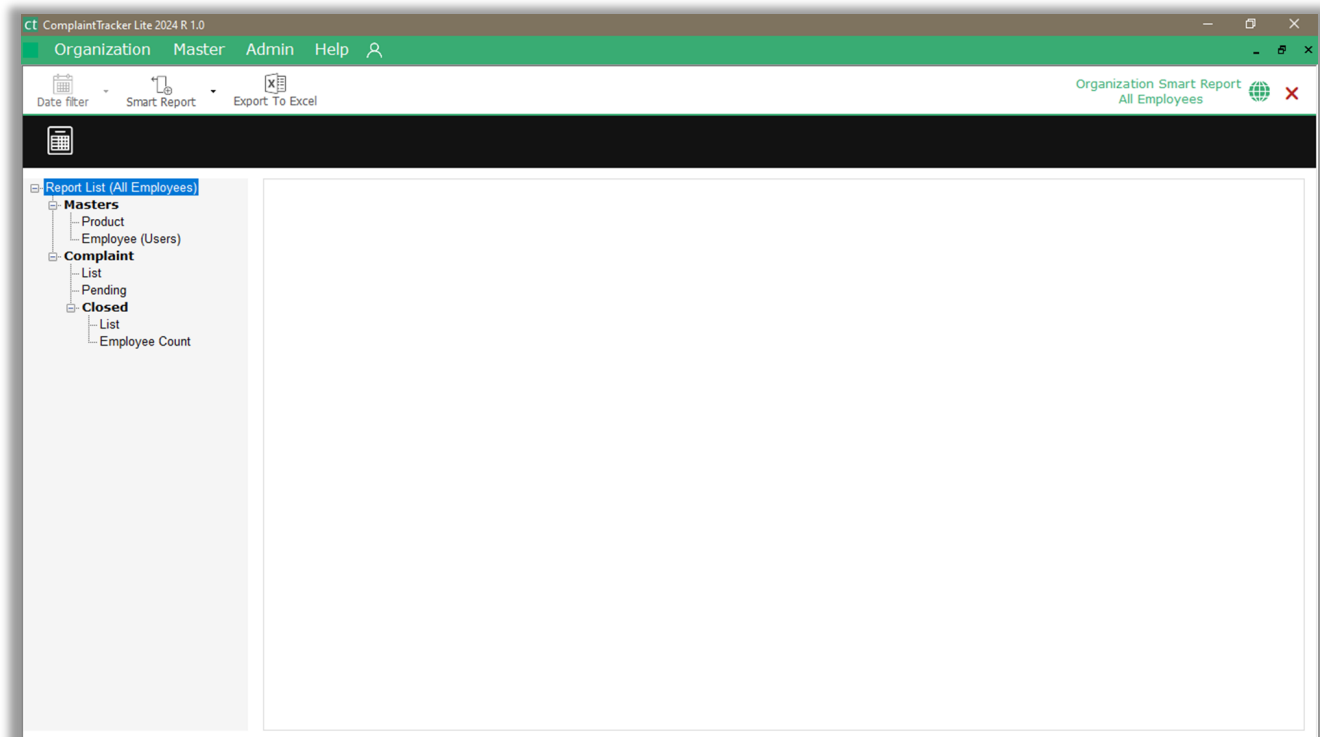 ct ComplaintTracker Lite 2024 R 1.0
Organization Master Admin Help
Date filter Smart Report Export To Excel
Organization Smart Report
All Employees
Report List (All Employees)
Masters
Product
Employee (Users)
Complaint
List
Pending
Closed
List
Employee Count